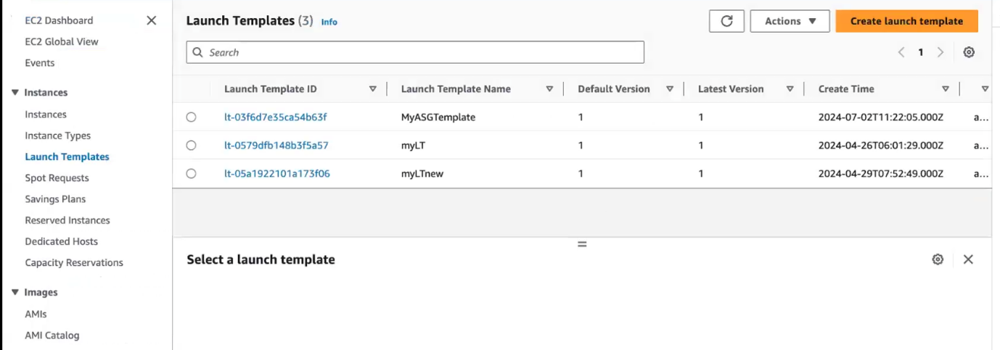 EC2 Dashboard
EC2 Global View
Events
Instances
Instances
Instance Types
Launch Templates
Spot Requests
Savings Plans
Reserved Instances
Dedicated Hosts
Capacity Reservations
Images
AMIs
AMI Catalog
Launch Templates (3) Info
Actions
Create launch template
Search
1
Launch Template ID Launch Template Name Default Version Latest Version Create Time
lt-03f6d7e35ca54b63f MyASGTemplate 1 1 2024-07-02T11:22:05.000Z a...
lt-0579dfb148b3f5a57 myLT 1 1 2024-04-26T06:01:29.000Z a...
lt-05a1922101a173f06 myLTnew 1 1 2024-04-29T07:52:49.000Z a...
Select a launch template